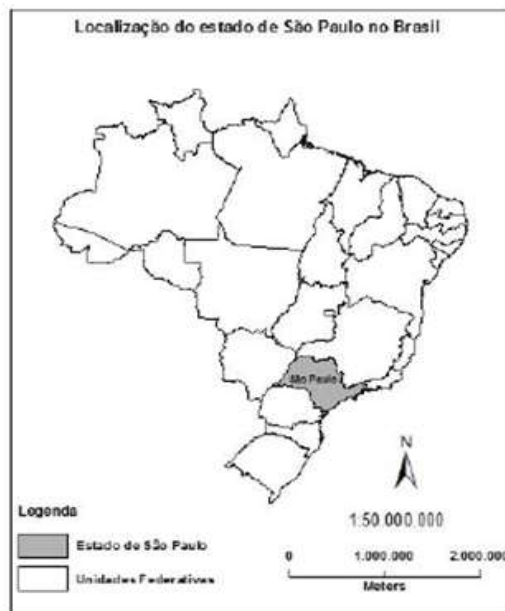 Localização do estado de São Paulo no Brasil
São Paulo
N
Legenda
1:50 000.000
Estado de São Paulo
Unidades Federativas
0 1.000.000 2.000.000
Meters